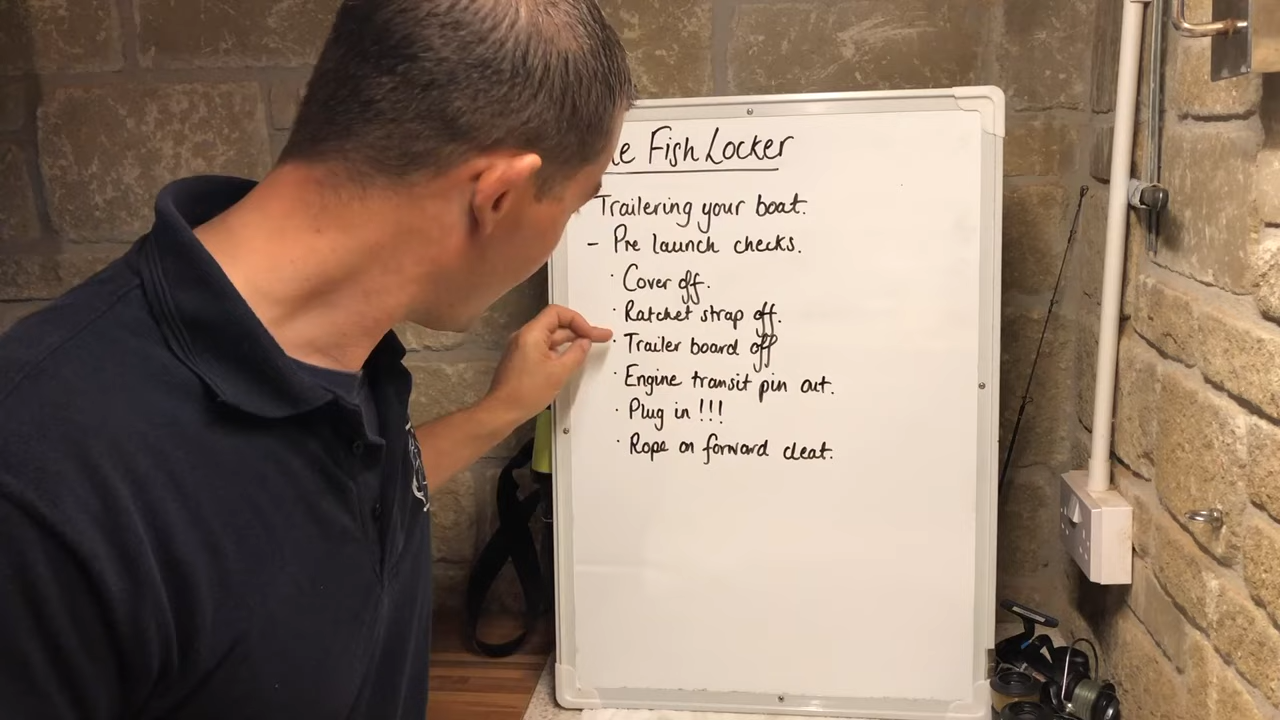 Fish Locker
Trailering your boat.
- Pre launch checks.
· Cover off.
· Ratchet strap off.
· Trailer board off
· Engine transit pin out.
· Plug in !!!
· Rope on forward cleat.